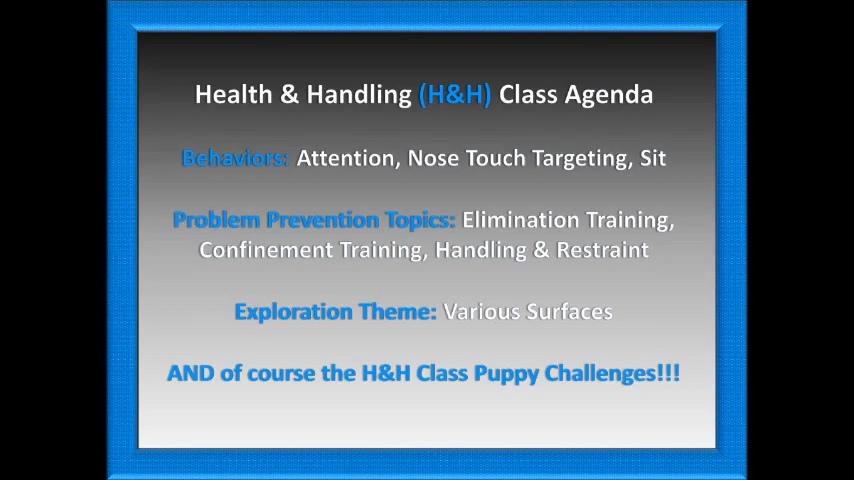 Health & Handling (H&H) Class Agenda
Behaviors: Attention, Nose Touch Targeting, Sit
Problem Prevention Topics: Elimination Training,
Confinement Training, Handling & Restraint
Exploration Theme: Various Surfaces
AND of course the H&H Class Puppy Challenges!!!